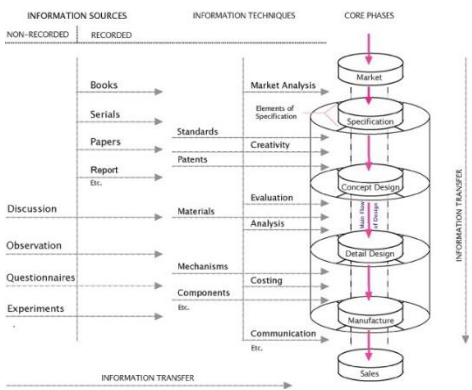 INFORMATION SOURCES
INFORMATION TECHNIQUES
CORE PHASES
NON-RECORDED
RECORDED
Books
Serials
Papers
Report
Etc.
Discussion
Observation
Questionnaires
Experiments
Standards
Patents
Materials
Mechanisms
Components
Etc.
Market Analysis
Elements of
Specification
Creativity
Evaluation
Analysis
Costing
Communication
Etc.
Market
Specification
Concept Design
Main Flow
of Design
Detail Design
Manufacture
Sales
INFORMATION TRANSFER
INFORMATION TRANSFER